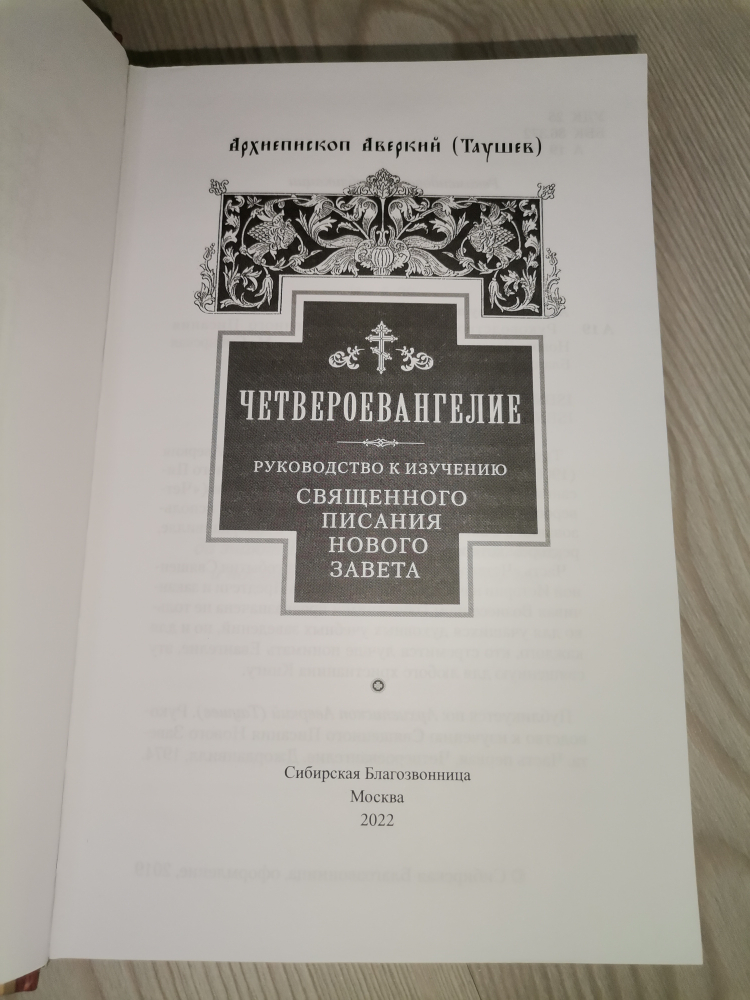 Архиепископ Аверкий (Таушев)
ЧЕТВЕРОЕВАНГЕЛИЕ
РУКОВОДСТВО К ИЗУЧЕНИЮ
СВЯЩЕННОГО
ПИСАНИЯ
НОВОГО
ЗАВЕТА
Сибирская Благозвонница
Москва
2022